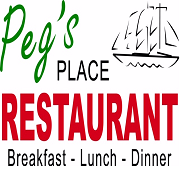 Peg's
PLACE
RESTAURANT
Breakfast - Lunch - Dinner